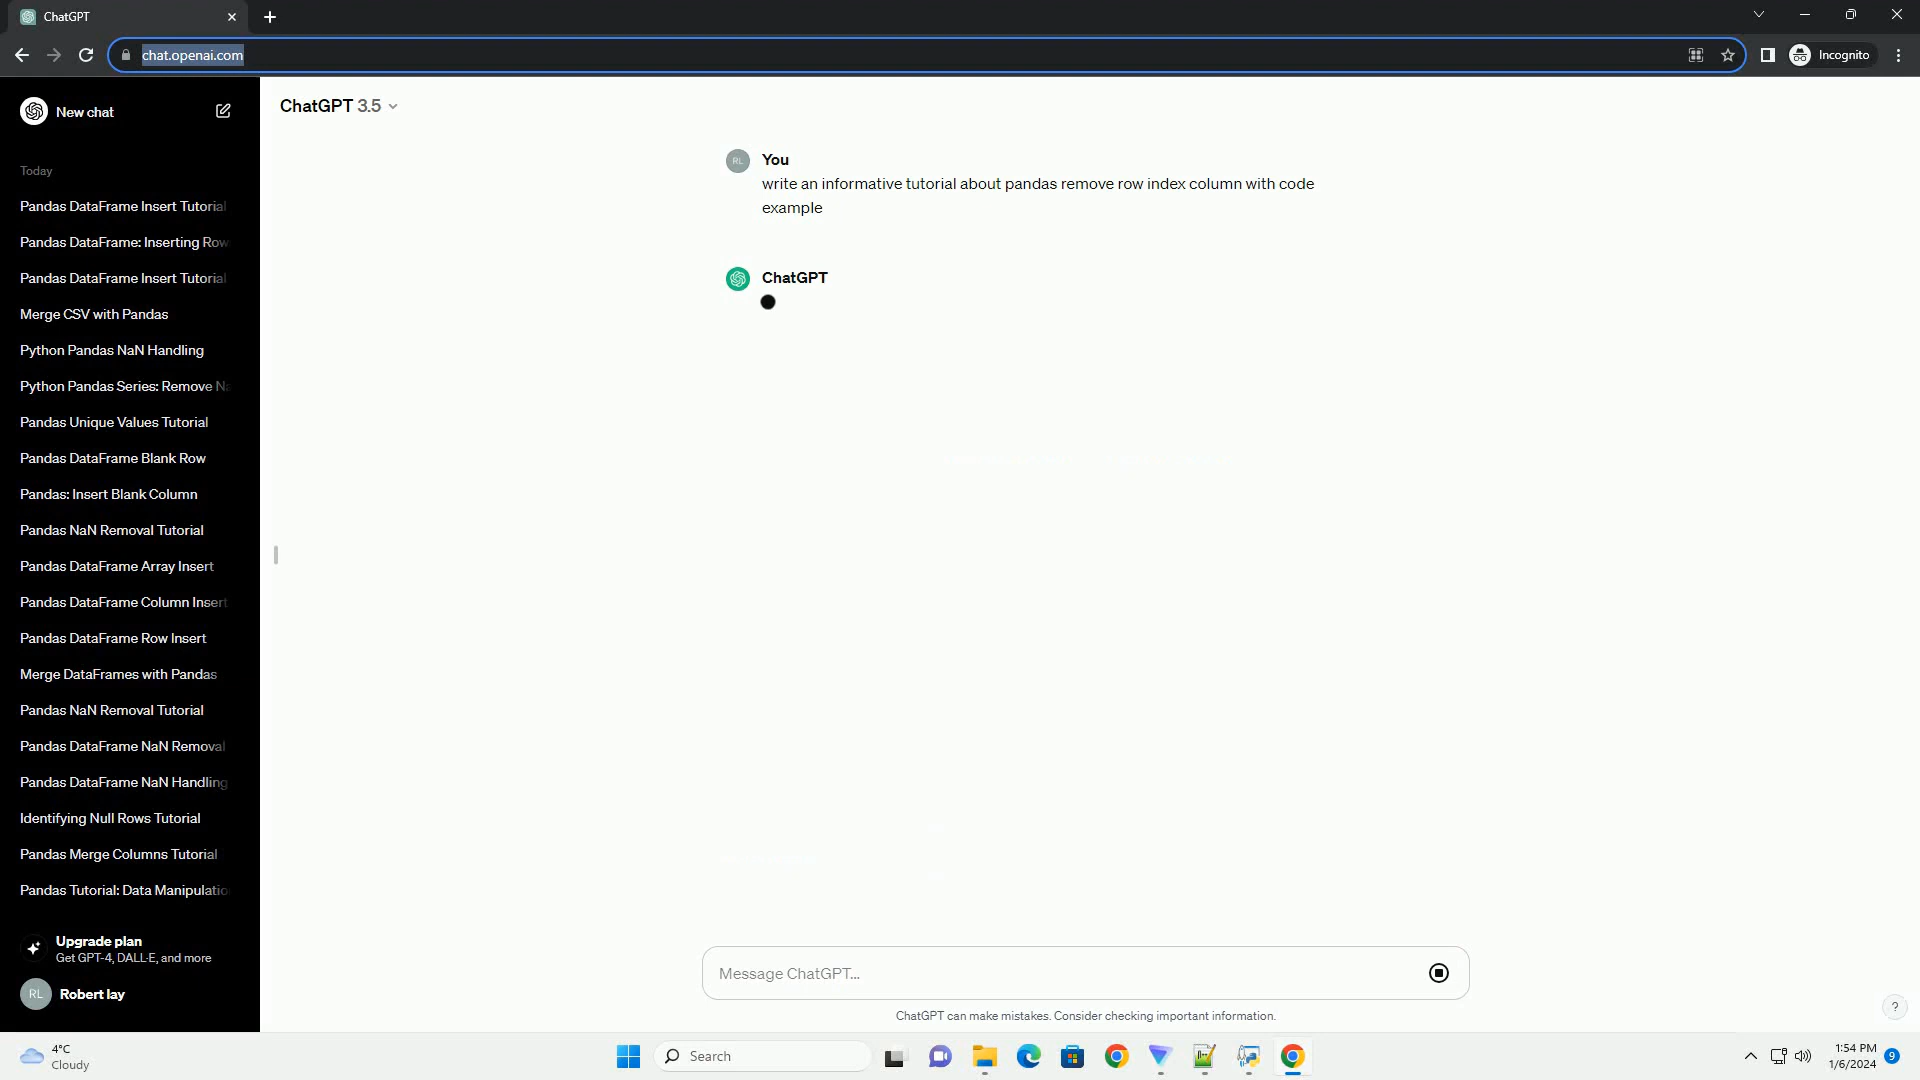 ChatGPT
chat.openai.com
Incognito
New chat
Today
Pandas DataFrame Insert Tutorial
Pandas DataFrame: Inserting Row
Pandas DataFrame Insert Tutorial
Merge CSV with Pandas
Python Pandas NaN Handling
Python Pandas Series: Remove Na
Pandas Unique Values Tutorial
Pandas DataFrame Blank Row
Pandas: Insert Blank Column
Pandas NaN Removal Tutorial
Pandas DataFrame Array Insert
Pandas DataFrame Column Insert
Pandas DataFrame Row Insert
Merge DataFrames with Pandas
Pandas NaN Removal Tutorial
Pandas DataFrame NaN Removal
Pandas DataFrame NaN Handling
Identifying Null Rows Tutorial
Pandas Merge Columns Tutorial
Pandas Tutorial: Data Manipulatio
Upgrade plan
Get GPT-4, DALL·E, and more
RL Robert lay
ChatGPT 3.5
RL You
write an informative tutorial about pandas remove row index column with code
example
ChatGPT
Message ChatGPT...
ChatGPT can make mistakes. Consider checking important information.
?
4°C
Cloudy
Search
1:54 PM
1/6/2024
9